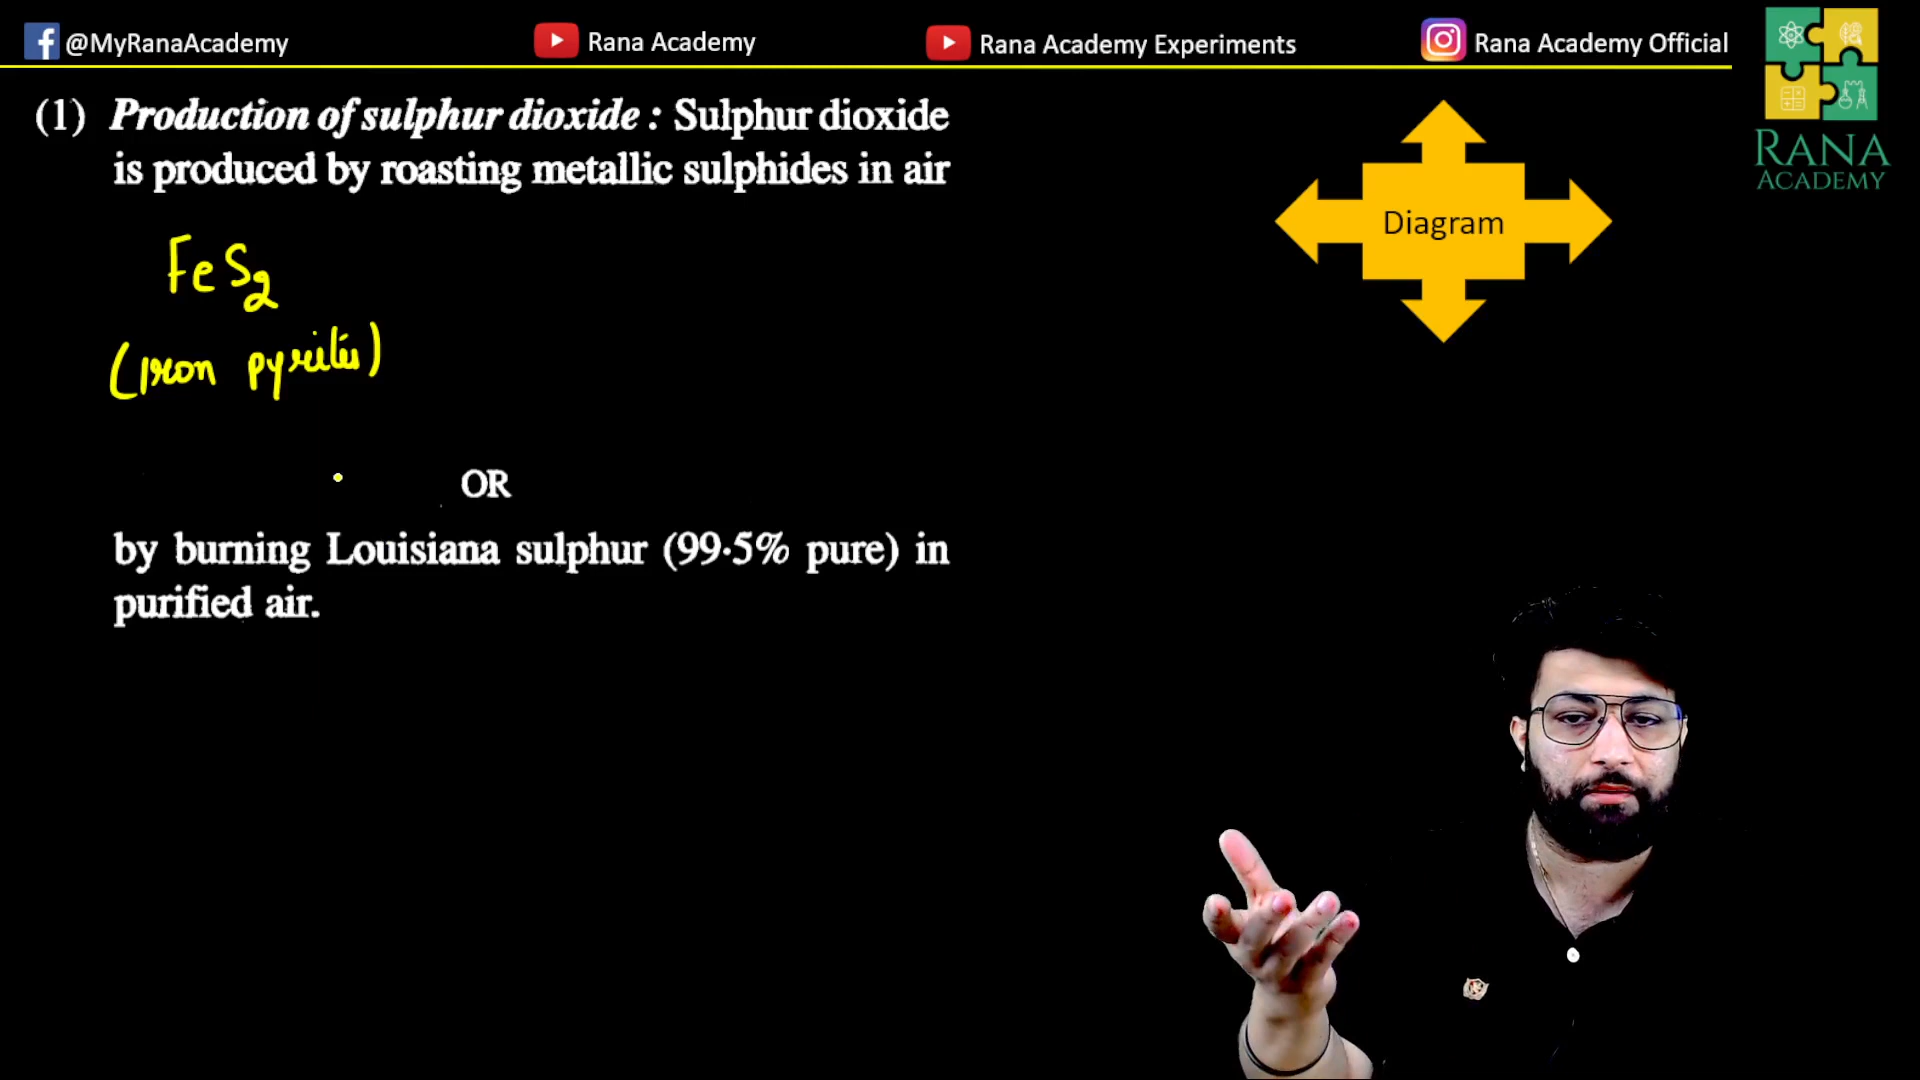 @MyRanaAcademy
Rana Academy
Rana Academy Experiments
Rana Academy Official
RANA
ACADEMY
(1) Production of sulphur dioxide : Sulphur dioxide
is produced by roasting metallic sulphides in air
Diagram
FeS2
(Iron pyrites)
OR
by burning Louisiana sulphur (99·5% pure) in
purified air.